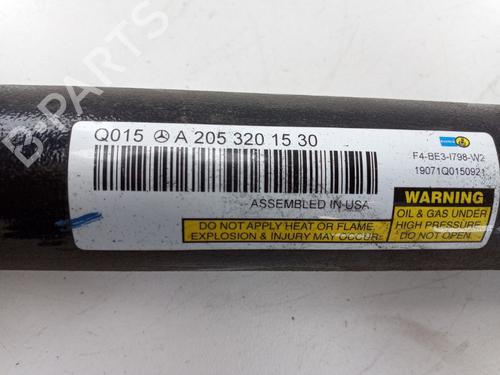 Q015 A 205 320 15 30
ASSEMBLED IN USA
DO NOT APPLY HEAT OR FLAME
EXPLOSION & INJURY MAY OCCUR
F4-BE3-I798-W2
19071Q0150921
WARNING
OIL & GAS UNDER
HIGH PRESSURE
DO NOT OPEN.
B-PARTS